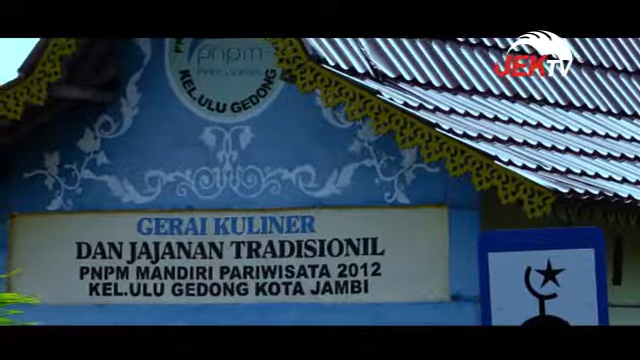 JEKTV
pnpm
KEL.ULU GEDONG
GERAI KULINER
DAN JAJANAN TRADISIONIL
PNPM MANDIRI PARIWISATA 2012
KEL.ULU GEDONG KOTA JAMBI